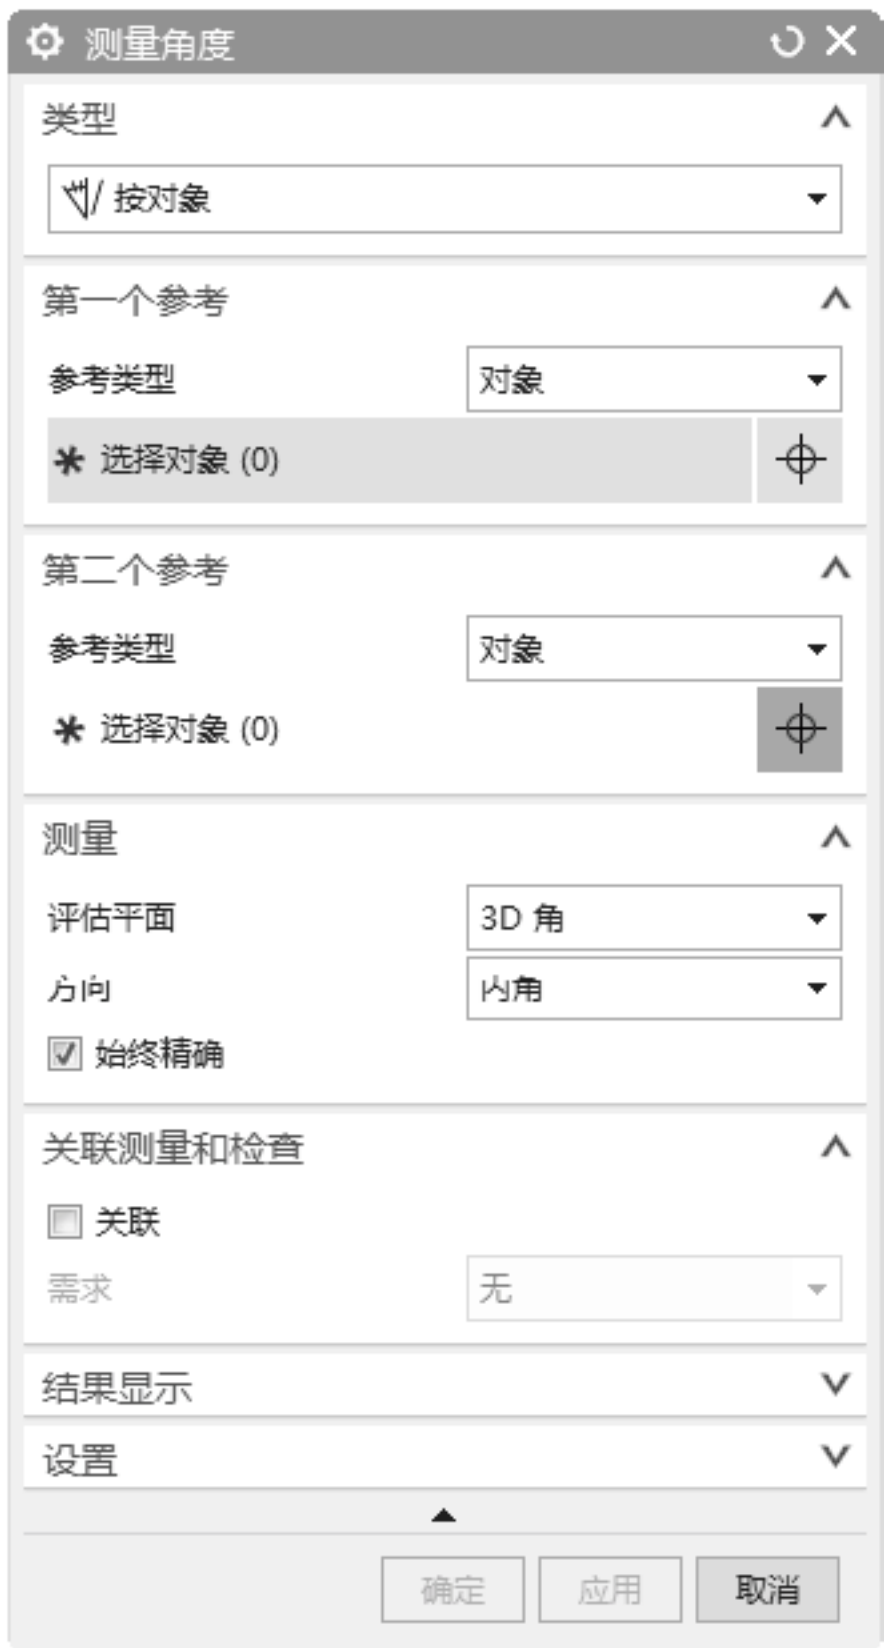 测量角度
类型
按对象
第一个参考
参考类型 对象
* 选择对象 (0)
第二个参考
参考类型 对象
* 选择对象 (0)
测量
评估平面 3D 角
方向 内角
始终精确
关联测量和检查
关联
需求 无
结果显示
设置
确定 应用 取消